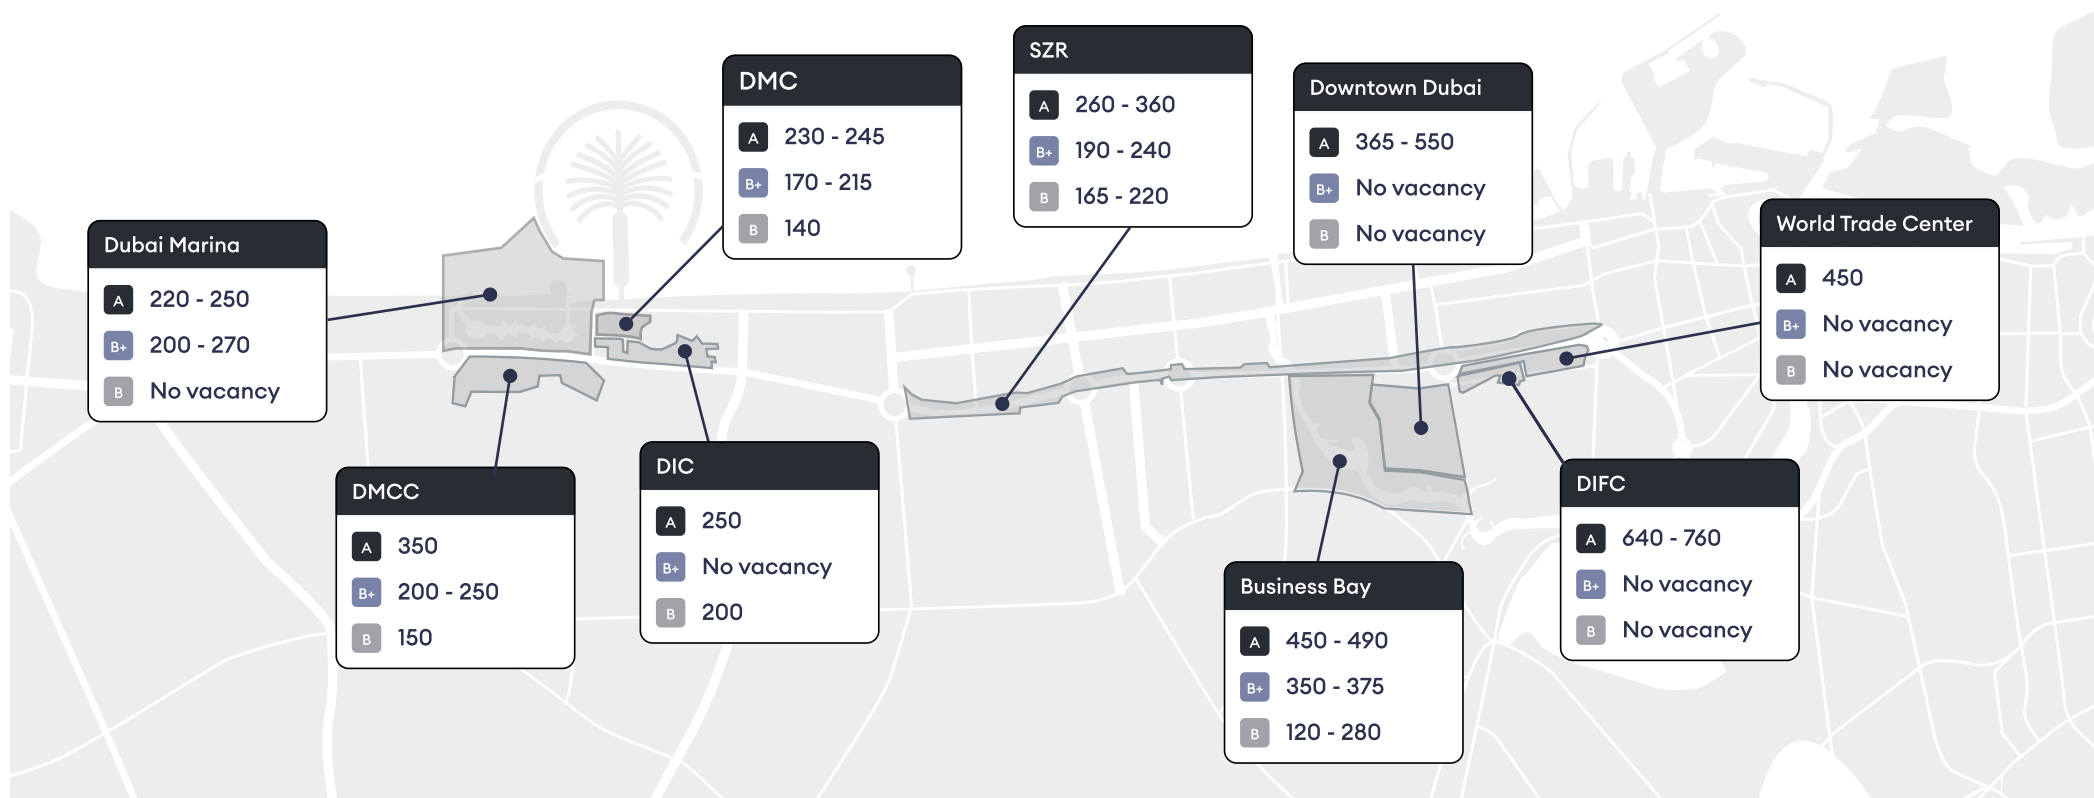 SZR
A 260 - 360
B+ 190 - 240
B 165 - 220
DMC
A 230 - 245
B+ 170 - 215
B 140
Downtown Dubai
A 365 - 550
B+ No vacancy
B No vacancy
World Trade Center
A 450
B+ No vacancy
B No vacancy
Dubai Marina
A 220 - 250
B+ 200 - 270
B No vacancy
DMCC
A 350
B+ 200 - 250
B 150
DIC
A 250
B+ No vacancy
B 200
DIFC
A 640 - 760
B+ No vacancy
B No vacancy
Business Bay
A 450 - 490
B+ 350 - 375
B 120 - 280